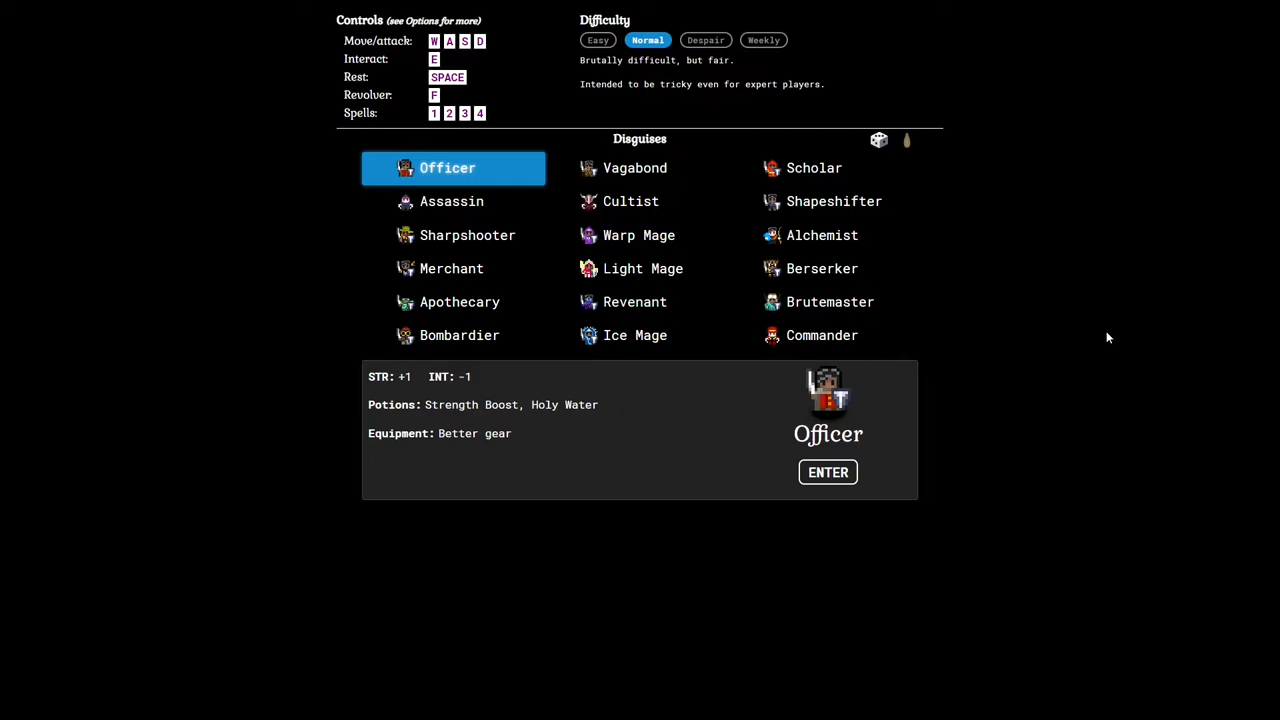 Controls (see Options for more)
Move/attack: W A S D
Interact: E
Rest: SPACE
Revolver: F
Spells: 1 2 3 4
Difficulty
Easy Normal Despair Weekly
Brutally difficult, but fair.
Intended to be tricky even for expert players.
Disguises
Officer Vagabond Scholar
Assassin Cultist Shapeshifter
Sharpshooter Warp Mage Alchemist
Merchant Light Mage Berserker
Apothecary Revenant Brutemaster
Bombardier Ice Mage Commander
STR: +1 INT: -1
Potions: Strength Boost, Holy Water
Equipment: Better gear
Officer
ENTER